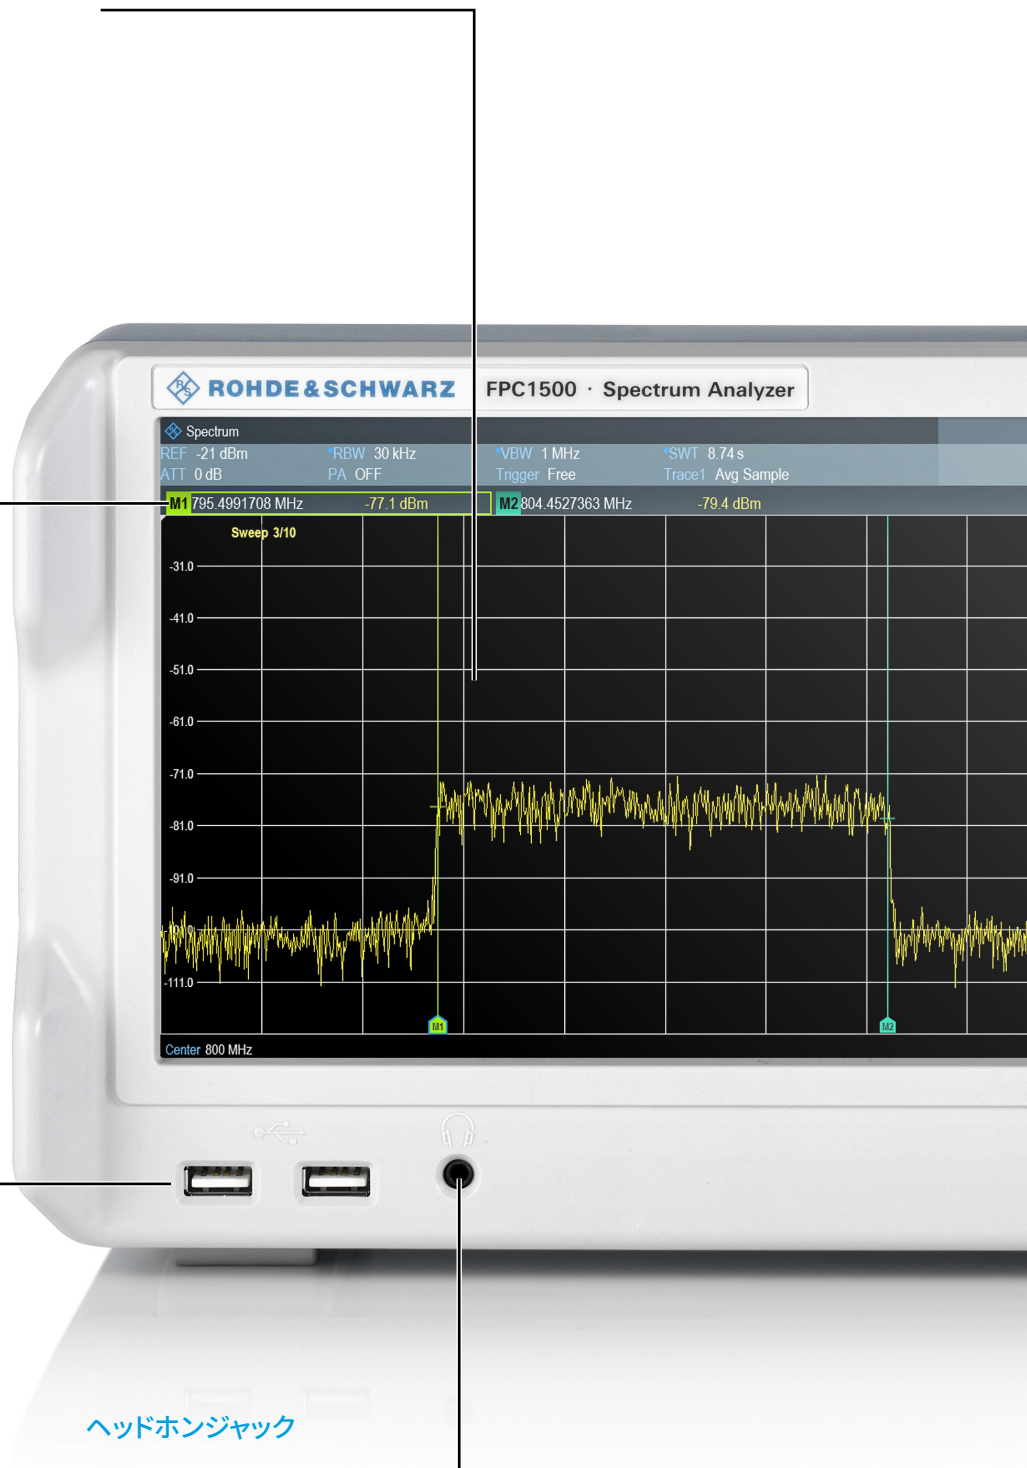 ROHDE&SCHWARZ FPC1500 · Spectrum Analyzer
Spectrum
REF -21 dBm RBW 30 kHz VBW 1 MHz SWT 8.74 s
ATT 0 dB PA OFF Trigger Free Trace1 Avg Sample
M1 795.4991708 MHz -77.1 dBm M2 804.4527363 MHz -79.4 dBm
Sweep 3/10
-31.0
-41.0
-51.0
-61.0
-71.0
-81.0
-91.0
-111.0
M1 M2
Center 800 MHz
ヘッドホンジャック